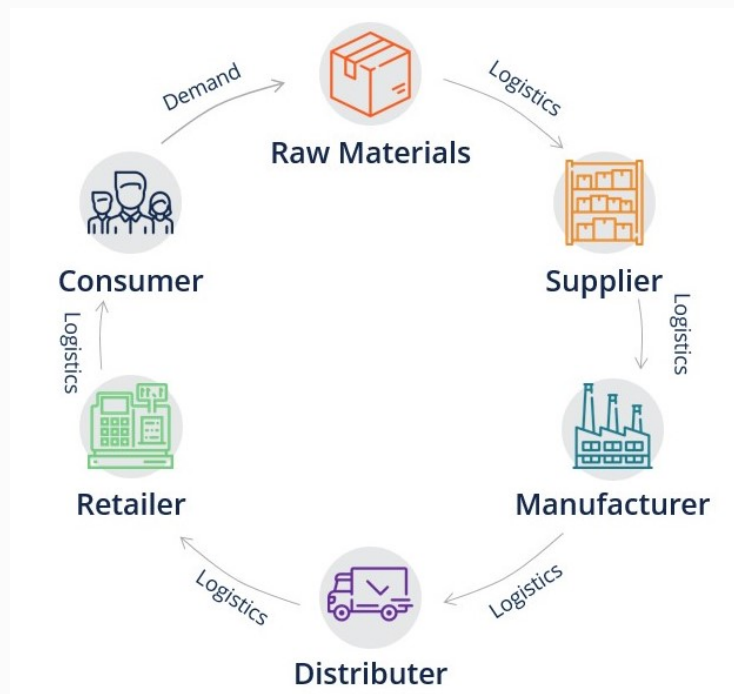 Demand
Logistics
Raw Materials
Consumer
Supplier
Logistics
Logistics
Retailer
Manufacturer
Logistics
Logistics
Distributer